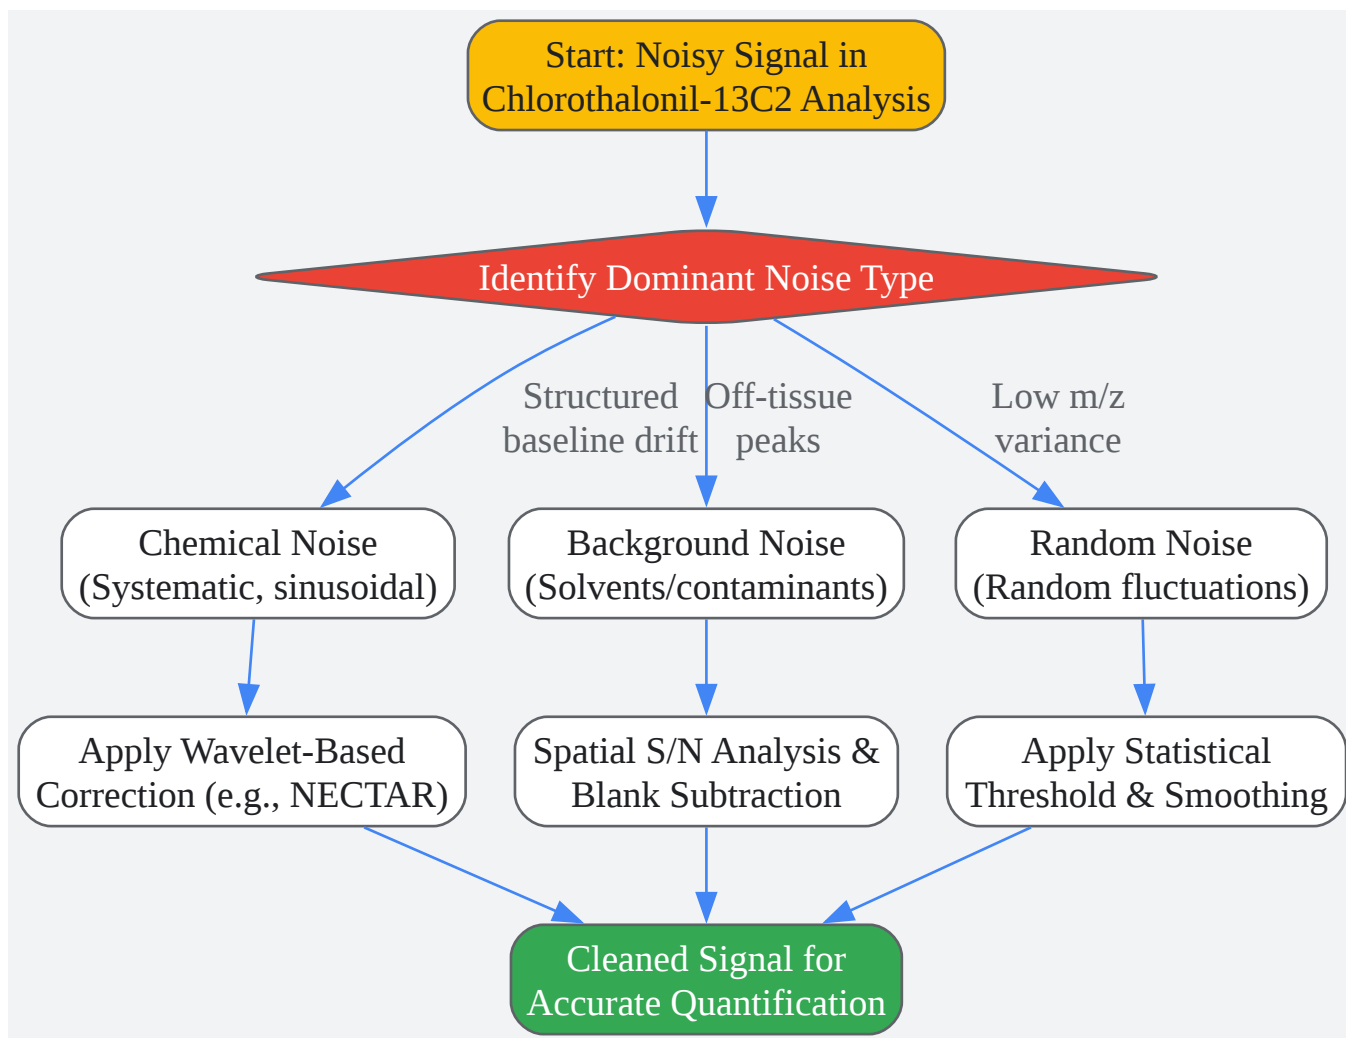 Start: Noisy Signal in
Chlorothalonil-13C2 Analysis
Identify Dominant Noise Type
Structured
baseline drift
Off-tissue
peaks
Low m/z
variance
Chemical Noise
(Systematic, sinusoidal)
Background Noise
(Solvents/contaminants)
Random Noise
(Random fluctuations)
Apply Wavelet-Based
Correction (e.g., NECTAR)
Spatial S/N Analysis &
Blank Subtraction
Apply Statistical
Threshold & Smoothing
Cleaned Signal for
Accurate Quantification